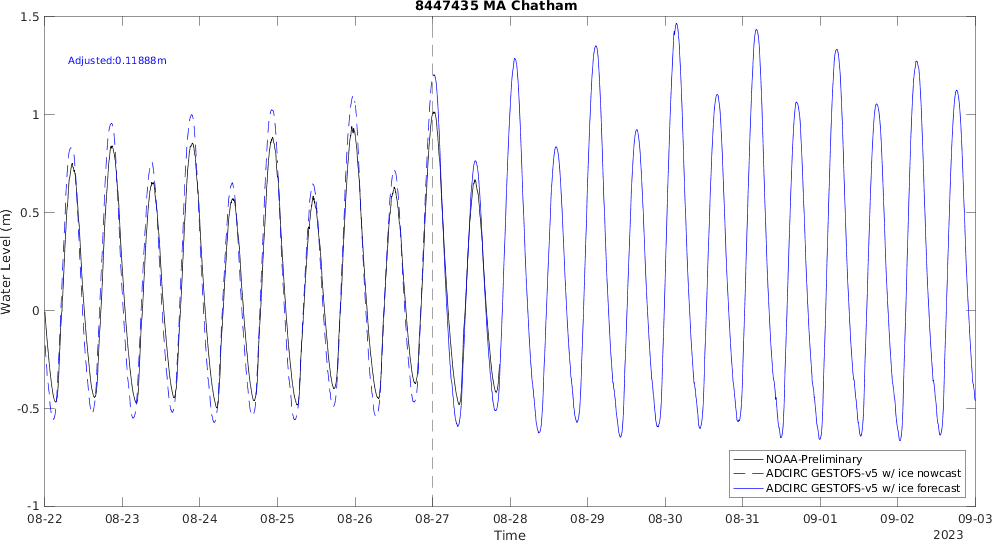 8447435 MA Chatham
Adjusted:0.11888m
Water Level (m)
1.5
1
0.5
0
-0.5
-1
NOAA-Preliminary
ADCIRC GESTOFS-v5 w/ ice nowcast
ADCIRC GESTOFS-v5 w/ ice forecast
08-22 08-23 08-24 08-25 08-26 08-27 08-28 08-29 08-30 08-31 09-01 09-02 09-03
Time
2023